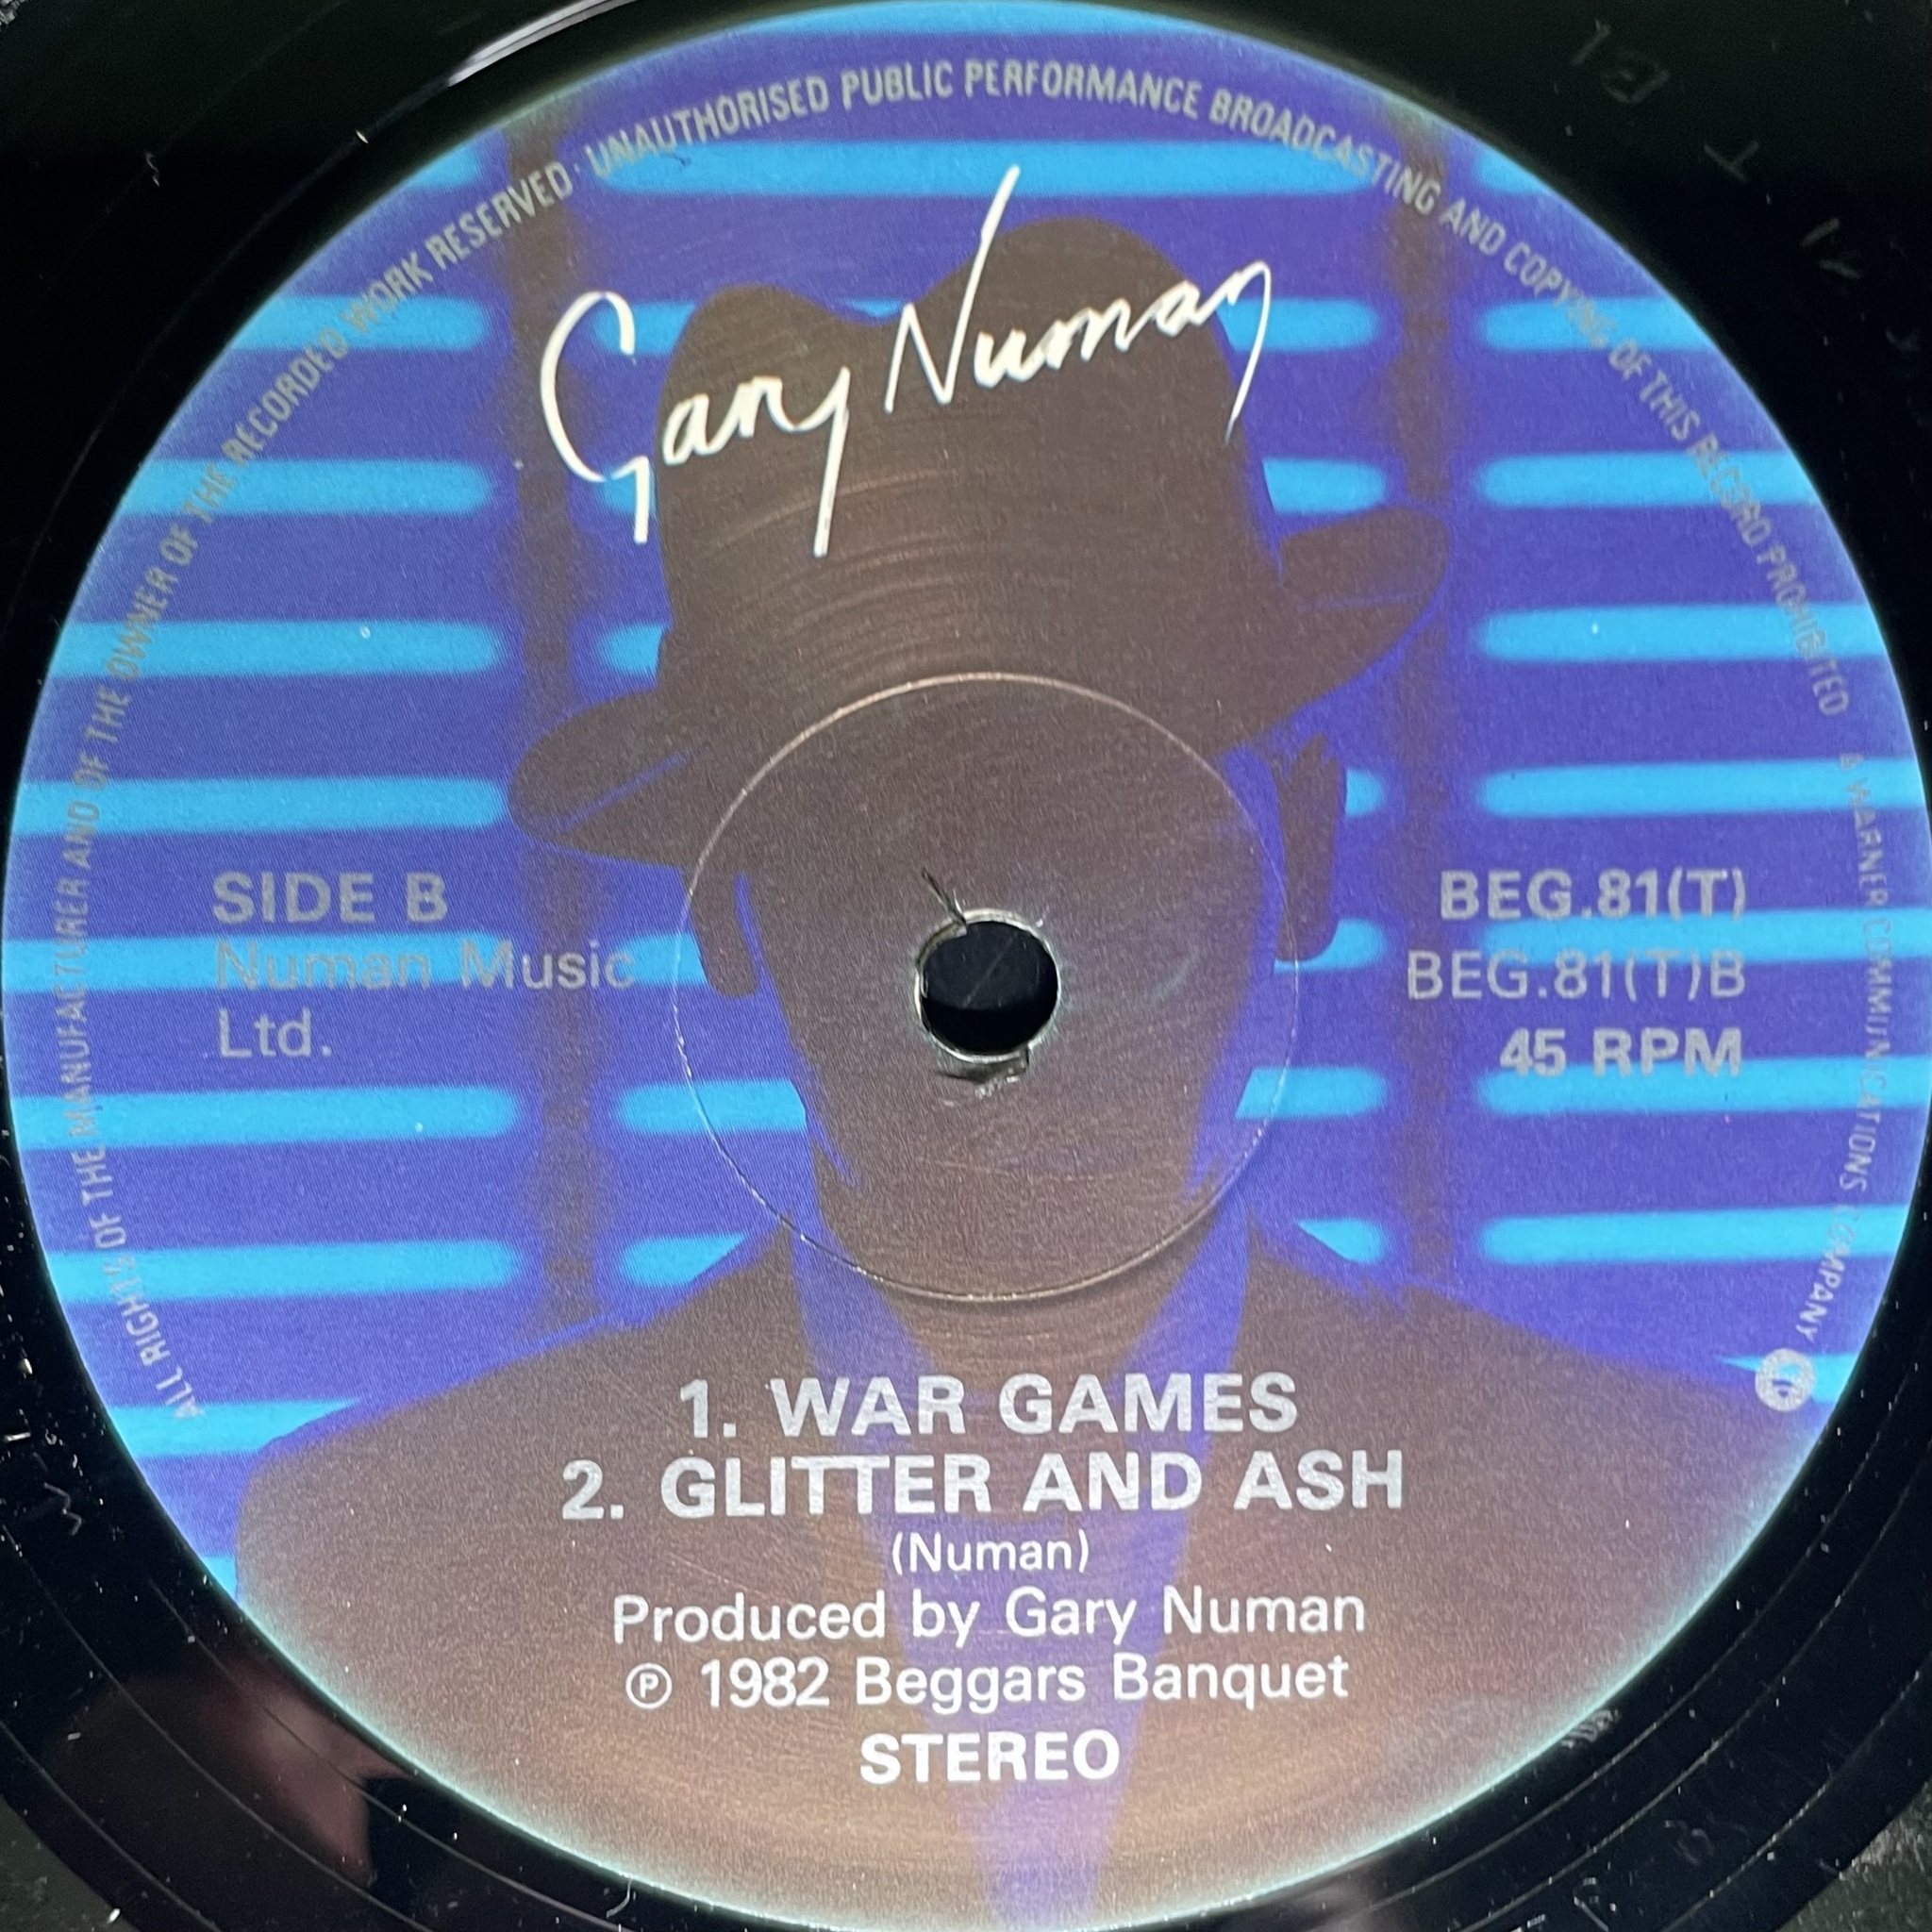 ALL RIGHTS OF THE MANUFACTURER AND OF THE OWNER OF THE RECORDED WORK RESERVED · UNAUTHORISED PUBLIC PERFORMANCE BROADCASTING AND COPYING OF THIS RECORD PROHIBITED
A WARNER COMMUNICATIONS COMPANY
Gary Numan
SIDE B
Numan Music
Ltd.
BEG.81(T)
BEG.81(T)B
45 RPM
1. WAR GAMES
2. GLITTER AND ASH
(Numan)
Produced by Gary Numan
℗ 1982 Beggars Banquet
STEREO